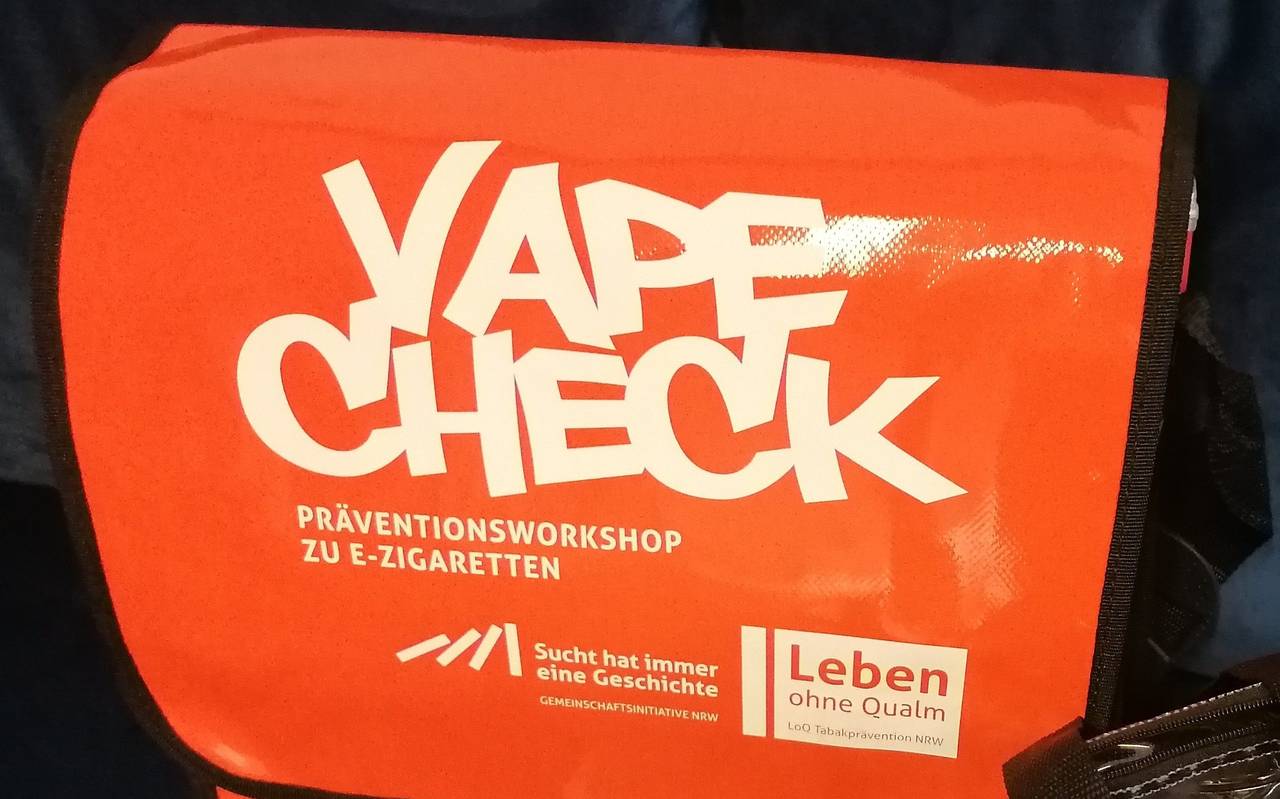 VAPE
CHECK
PRÄVENTIONSWORKSHOP
ZU E-ZIGARETTEN
Sucht hat immer
eine Geschichte
GEMEINSCHAFTSINITIATIVE NRW
Leben
ohne Qualm
LoQ Tabakprävention NRW